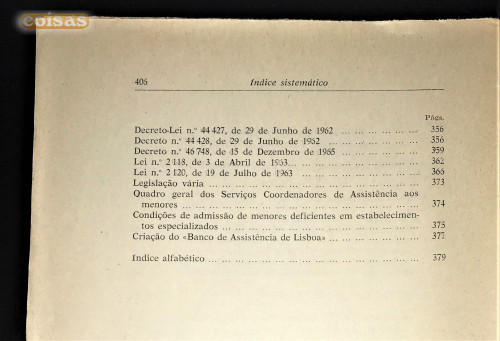 coisas
406 Indice sistemático
Págs.
Decreto-Lei n.º 44 427, de 29 de Junho de 1962 ... ... ... ... ... ... 356
Decreto n.º 44 428, de 29 de Junho de 1962 ... ... ... ... ... ... ... 356
Decreto n.º 46 748, de 15 de Dezembro de 1965 ... ... ... ... ... ... 359
Lei n.º 2 118, de 3 de Abril de 1963... ... ... ... ... ... ... ... ... 362
Lei n.º 2 120, de 19 de Julho de 1963 ... ... ... ... ... ... ... ... 366
Legislação vária ... ... ... ... ... ... ... ... ... ... ... ... ... ... 373
Quadro geral dos Serviços Coordenadores de Assistência aos
menores ... ... ... ... ... ... ... ... ... ... ... ... ... ... ... 374
Condições de admissão de menores deficientes em estabelecimen-
tos especializados ... ... ... ... ... ... ... ... ... ... ... ... 375
Criação do «Banco de Assistência de Lisboa» ... ... ... ... ... ... 377
Indice alfabético ... ... ... ... ... ... ... ... ... ... ... ... ... ... 379